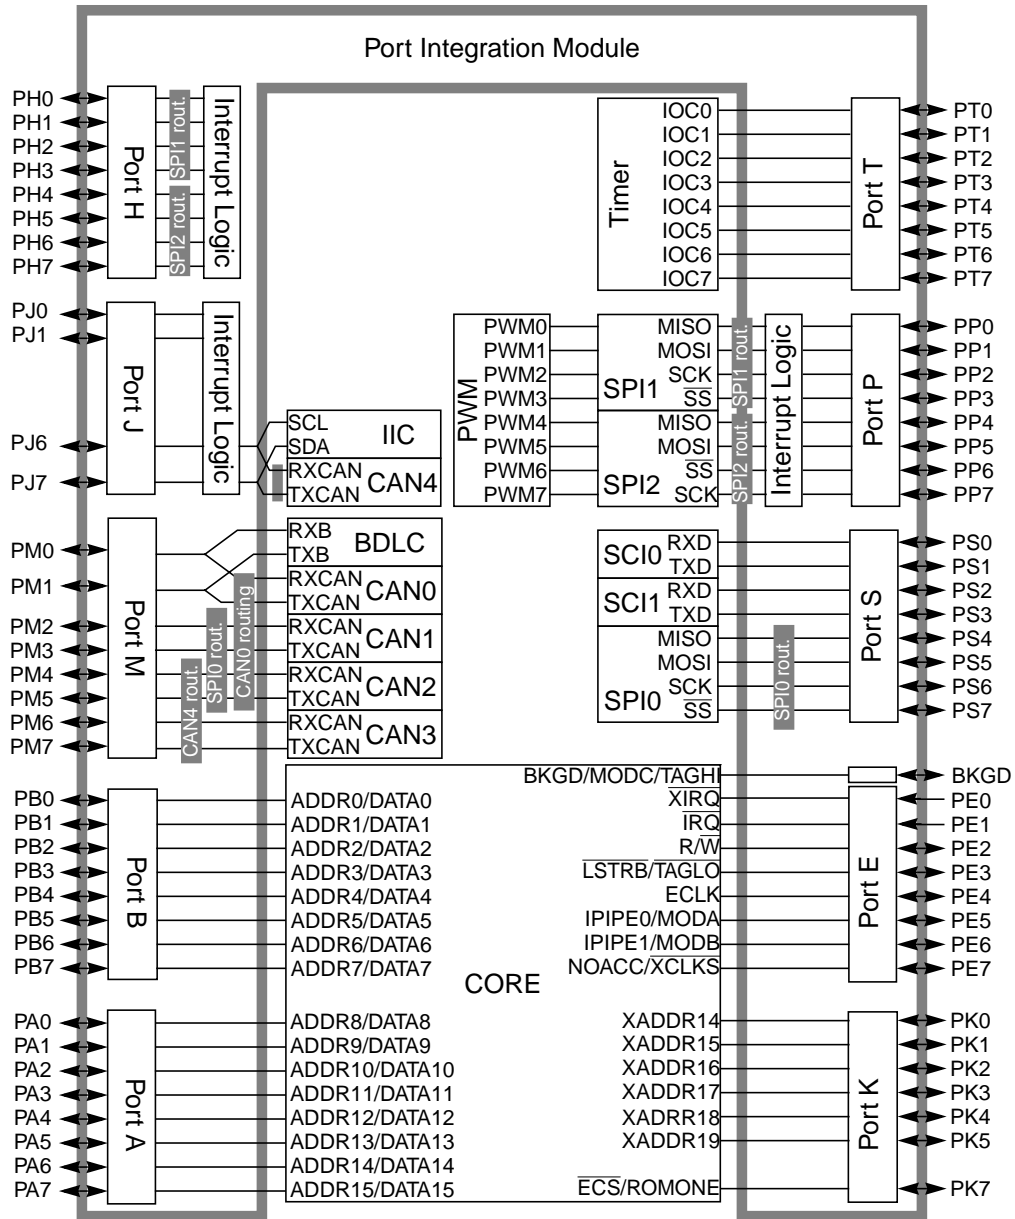 Port Integration Module
PH0
PH1
PH2
PH3
PH4
PH5
PH6
PH7
Port H
SPI1 rout.
SPI2 rout.
Interrupt Logic
PJ0
PJ1
PJ6
PJ7
Port J
Interrupt Logic
SCL
SDA
IIC
RXCAN
TXCAN
CAN4
PM0
PM1
PM2
PM3
PM4
PM5
PM6
PM7
Port M
CAN4 rout.
SPI0 rout.
CAN0 routing
RXB
TXB
BDLC
RXCAN
TXCAN
CAN0
RXCAN
TXCAN
CAN1
RXCAN
TXCAN
CAN2
RXCAN
TXCAN
CAN3
PB0
PB1
PB2
PB3
PB4
PB5
PB6
PB7
Port B
ADDR0/DATA0
ADDR1/DATA1
ADDR2/DATA2
ADDR3/DATA3
ADDR4/DATA4
ADDR5/DATA5
ADDR6/DATA6
ADDR7/DATA7
PA0
PA1
PA2
PA3
PA4
PA5
PA6
PA7
Port A
ADDR8/DATA8
ADDR9/DATA9
ADDR10/DATA10
ADDR11/DATA11
ADDR12/DATA12
ADDR13/DATA13
ADDR14/DATA14
ADDR15/DATA15
CORE
Timer
IOC0
IOC1
IOC2
IOC3
IOC4
IOC5
IOC6
IOC7
Port T
PT0
PT1
PT2
PT3
PT4
PT5
PT6
PT7
PWM
PWM0
PWM1
PWM2
PWM3
PWM4
PWM5
PWM6
PWM7
SPI1
MISO
MOSI
SCK
SS
SPI2
MISO
MOSI
SS
SCK
SPI1 rout.
SPI2 rout.
Interrupt Logic
Port P
PP0
PP1
PP2
PP3
PP4
PP5
PP6
PP7
SCI0
RXD
TXD
SCI1
RXD
TXD
SPI0
MISO
MOSI
SCK
SS
SPI0 rout.
Port S
PS0
PS1
PS2
PS3
PS4
PS5
PS6
PS7
BKGD/MODC/TAGHI
XIRQ
IRQ
R/W
LSTRB/TAGLO
ECLK
IPIPE0/MODA
IPIPE1/MODB
NOACC/XCLKS
Port E
BKGD
PE0
PE1
PE2
PE3
PE4
PE5
PE6
PE7
XADDR14
XADDR15
XADDR16
XADDR17
XADRR18
XADDR19
ECS/ROMONE
Port K
PK0
PK1
PK2
PK3
PK4
PK5
PK7